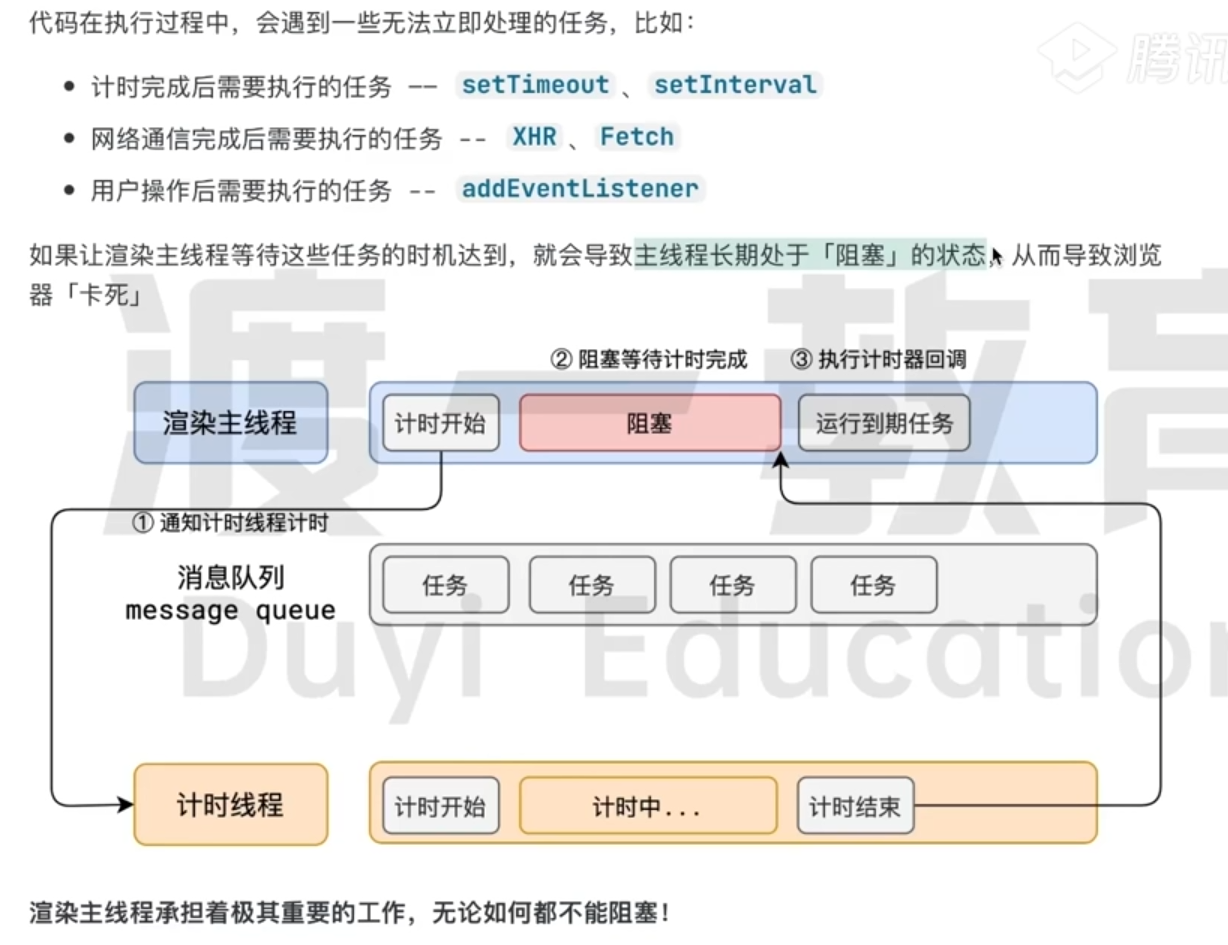 代码在执行过程中，会遇到一些无法立即处理的任务，比如：
腾讯
• 计时完成后需要执行的任务 -- setTimeout 、 setInterval
• 网络通信完成后需要执行的任务 -- XHR 、 Fetch
• 用户操作后需要执行的任务 -- addEventListener
如果让渲染主线程等待这些任务的时机达到，就会导致主线程长期处于「阻塞」的状态，从而导致浏览
器「卡死」
渡一教育
② 阻塞等待计时完成
③ 执行计时器回调
渲染主线程
计时开始
阻塞
运行到期任务
① 通知计时线程计时
消息队列
message queue
任务
任务
任务
任务
Duyi Education
计时线程
计时开始
计时中...
计时结束
渲染主线程承担着极其重要的工作，无论如何都不能阻塞！